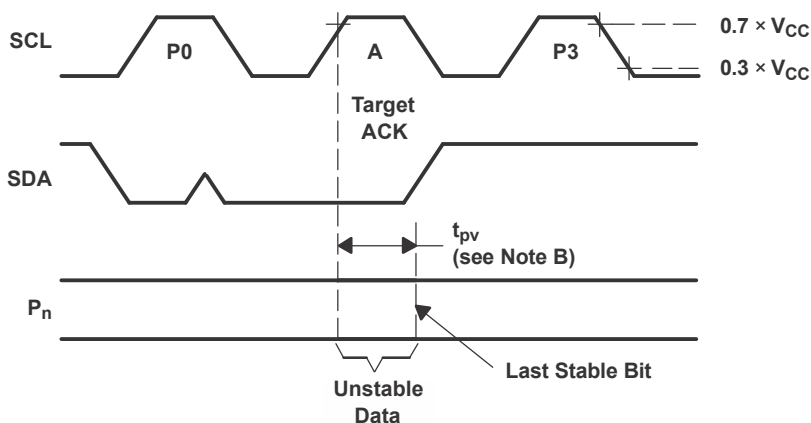 SCL
P0
A
P3
0.7 × VCC
0.3 × VCC
Target
ACK
SDA
tpv
(see Note B)
Pn
Last Stable Bit
Unstable
Data